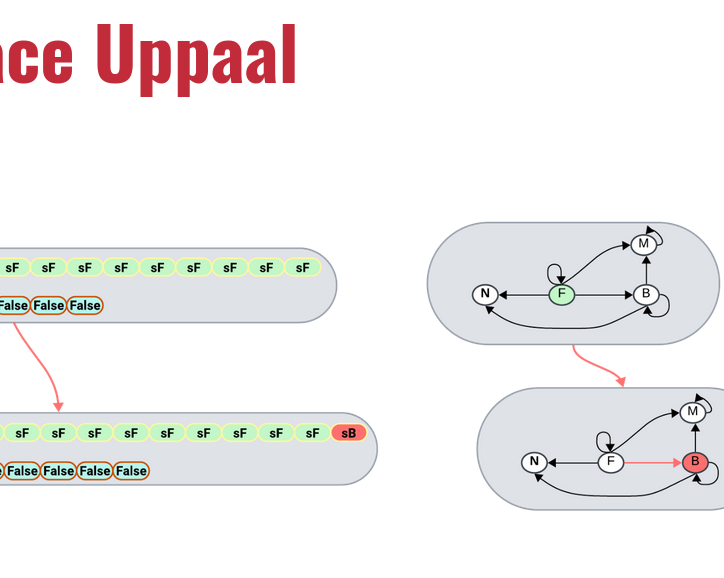 ace Uppaal
sF sF sF sF sF sF sF sF sF
False False False
M
N F B
sF sF sF sF sF sF sF sF sF sB
False False False False
M
N F B